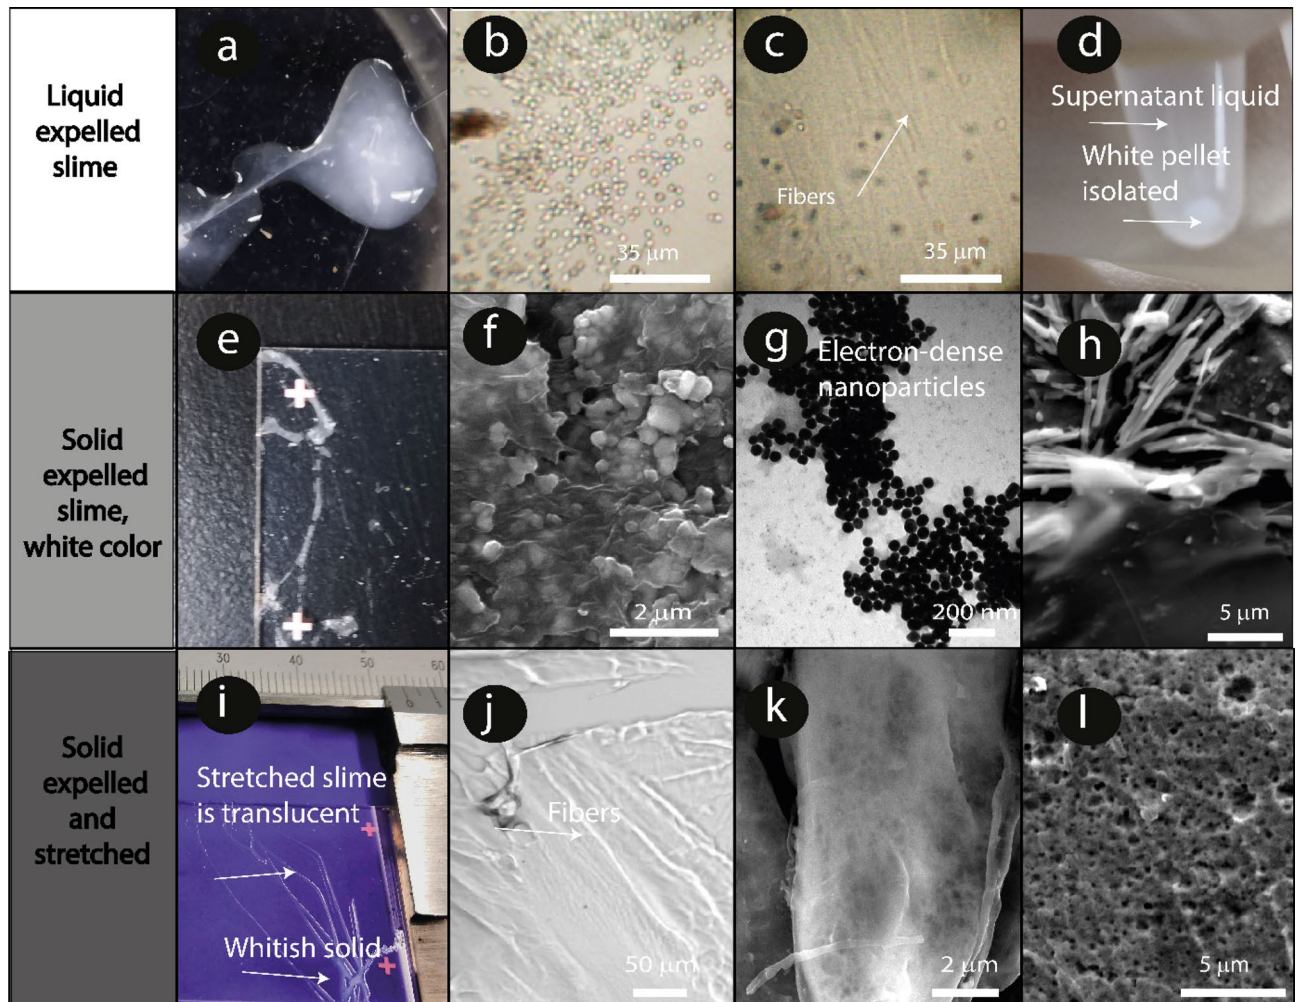 Liquid
expelled
slime
a
b
35 μm
c
Fibers
35 μm
d
Supernatant liquid
White pellet
isolated
Solid
expelled
slime,
white color
e
f
2 μm
g
Electron-dense
nanoparticles
200 nm
h
5 μm
Solid
expelled
and
stretched
30 40 50 60
i
0
Stretched slime
is translucent
Whitish solid
j
Fibers
50 μm
k
2 μm
l
5 μm